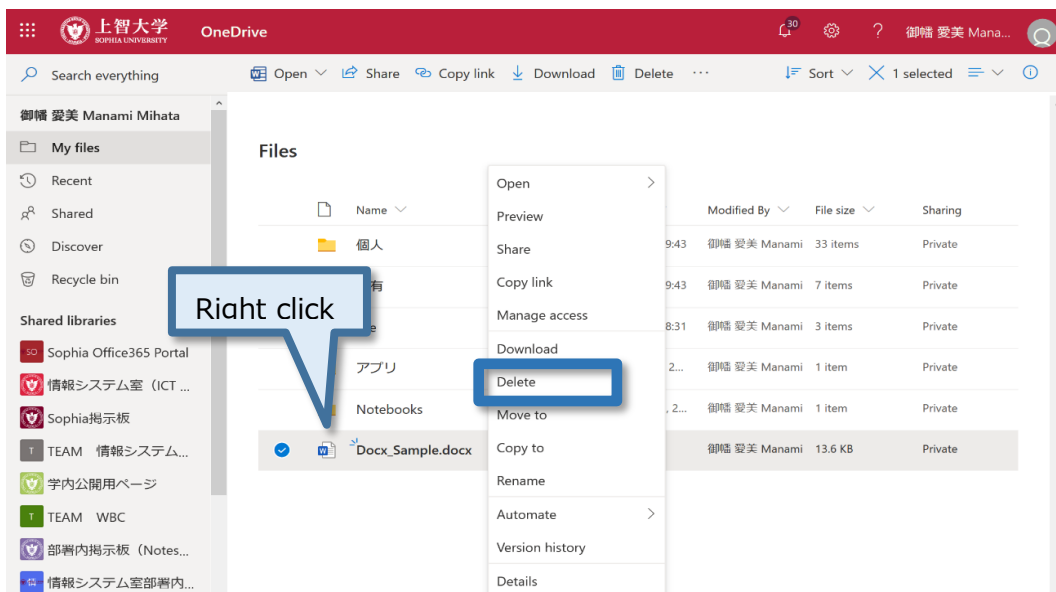 上智大学
SOPHIA UNIVERSITY
OneDrive
30
?
御幡 愛美 Mana...
Search everything
Open
Share
Copy link
Download
Delete
...
Sort
1 selected
御幡 愛美 Manami Mihata
My files
Recent
Shared
Discover
Recycle bin
Shared libraries
SO Sophia Office365 Portal
情報システム室（ICT ...
Sophia掲示板
T TEAM 情報システム...
学内公開用ページ
T TEAM WBC
部署内掲示板（Notes...
情 情報システム室部署内...
Files
Name
Modified By
File size
Sharing
個人
9:43 御幡 愛美 Manami 33 items Private
有
9:43 御幡 愛美 Manami 7 items Private
e
8:31 御幡 愛美 Manami 3 items Private
アプリ
2... 御幡 愛美 Manami 1 item Private
Notebooks
, 2... 御幡 愛美 Manami 1 item Private
Docx_Sample.docx
御幡 愛美 Manami 13.6 KB Private
Right click
Open
Preview
Share
Copy link
Manage access
Download
Delete
Move to
Copy to
Rename
Automate
Version history
Details